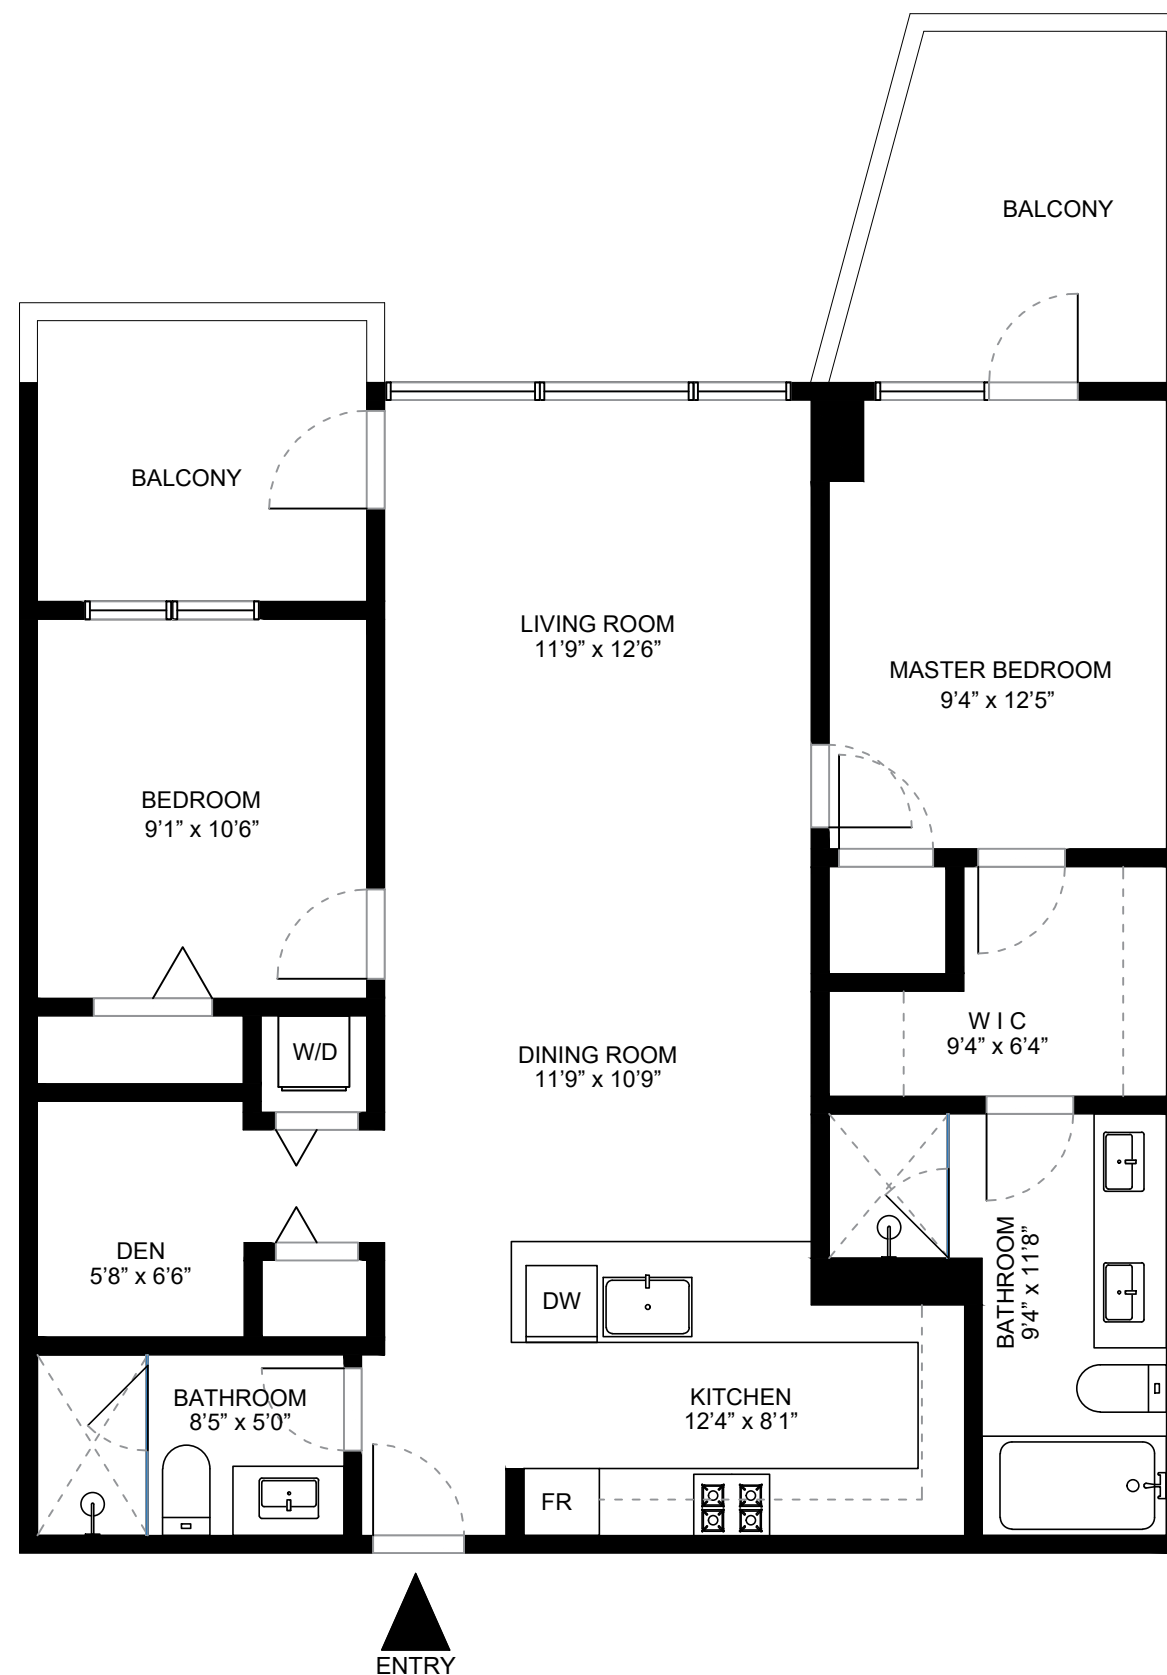 BALCONY
BALCONY
LIVING ROOM
11’9” x 12’6”
MASTER BEDROOM
9’4” x 12’5”
BEDROOM
9’1” x 10’6”
W I C
9’4” x 6’4”
W/D
DINING ROOM
11’9” x 10’9”
DEN
5’8” x 6’6”
BATHROOM
9’4” x 11’8”
DW
BATHROOM
8’5” x 5’0”
KITCHEN
12’4” x 8’1”
FR
ENTRY